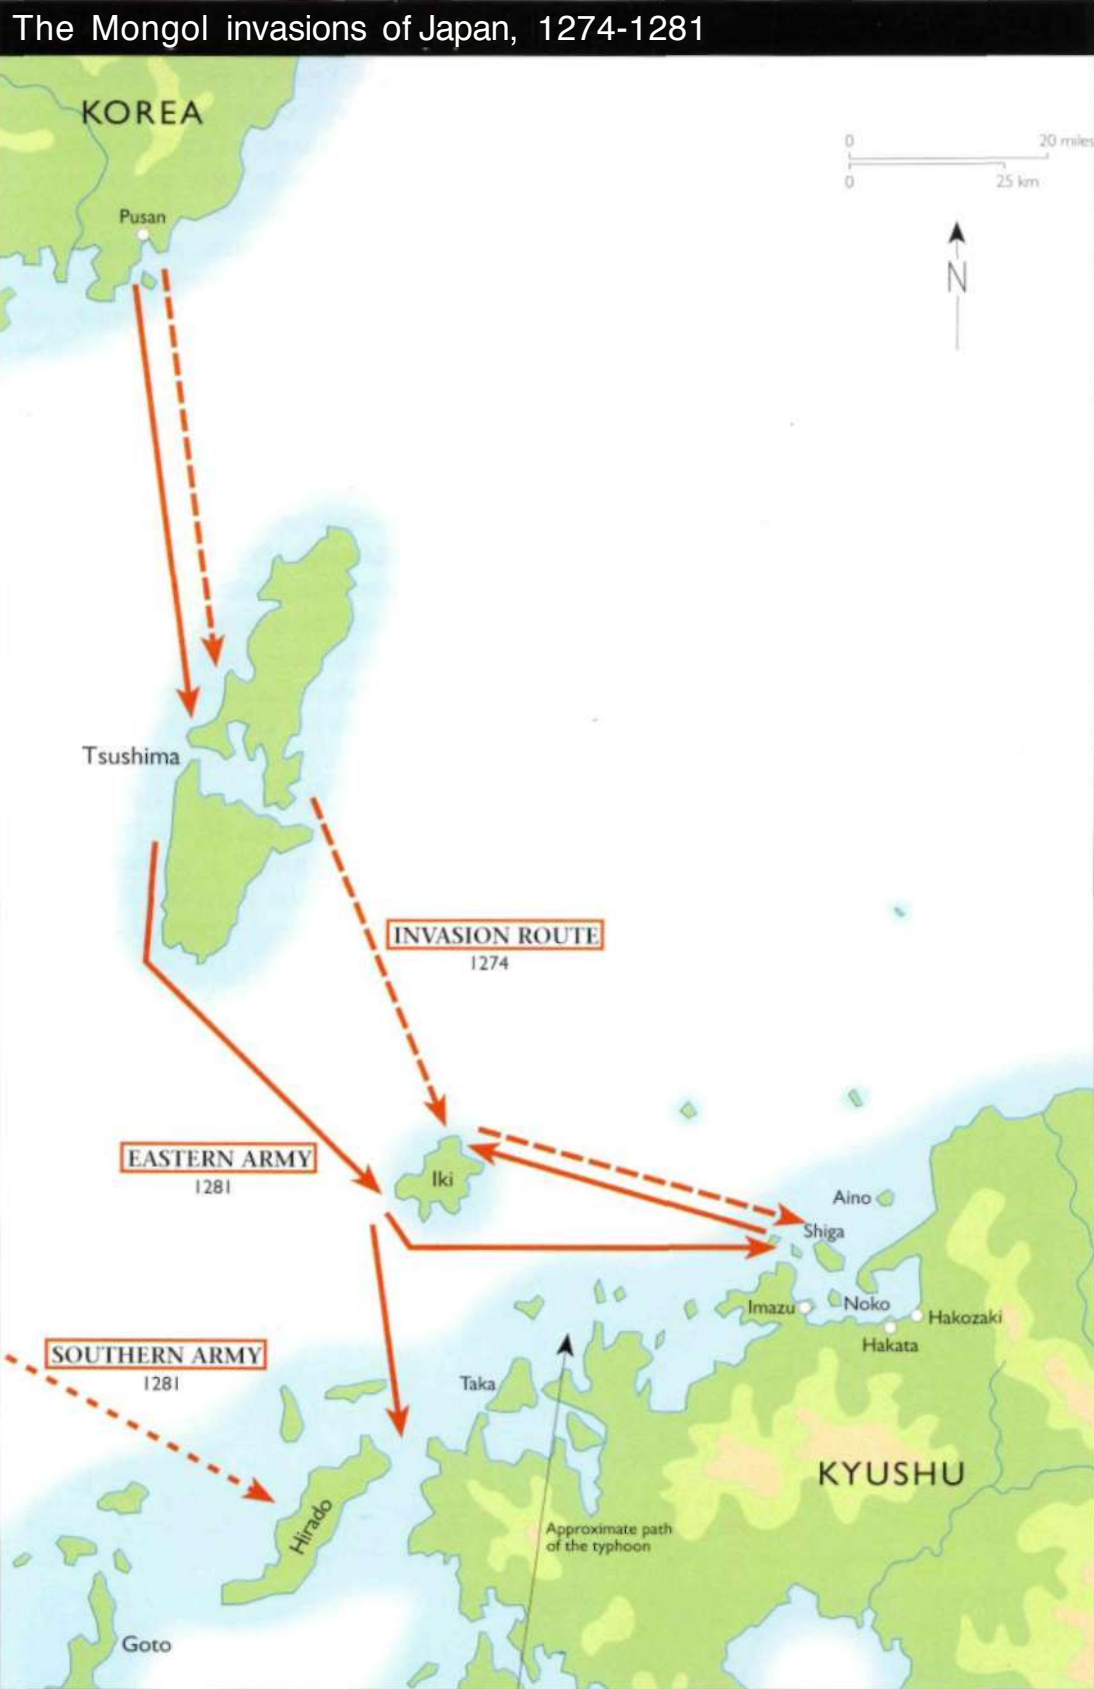 The Mongol invasions of Japan, 1274-1281
KOREA
0 20 miles
0 25 km
Pusan
N
Tsushima
INVASION ROUTE
1274
EASTERN ARMY
1281
Iki
Aino
Shiga
Imazu
Noko
Hakozaki
Hakata
SOUTHERN ARMY
1281
Taka
KYUSHU
Hirado
Approximate path
of the typhoon
Goto